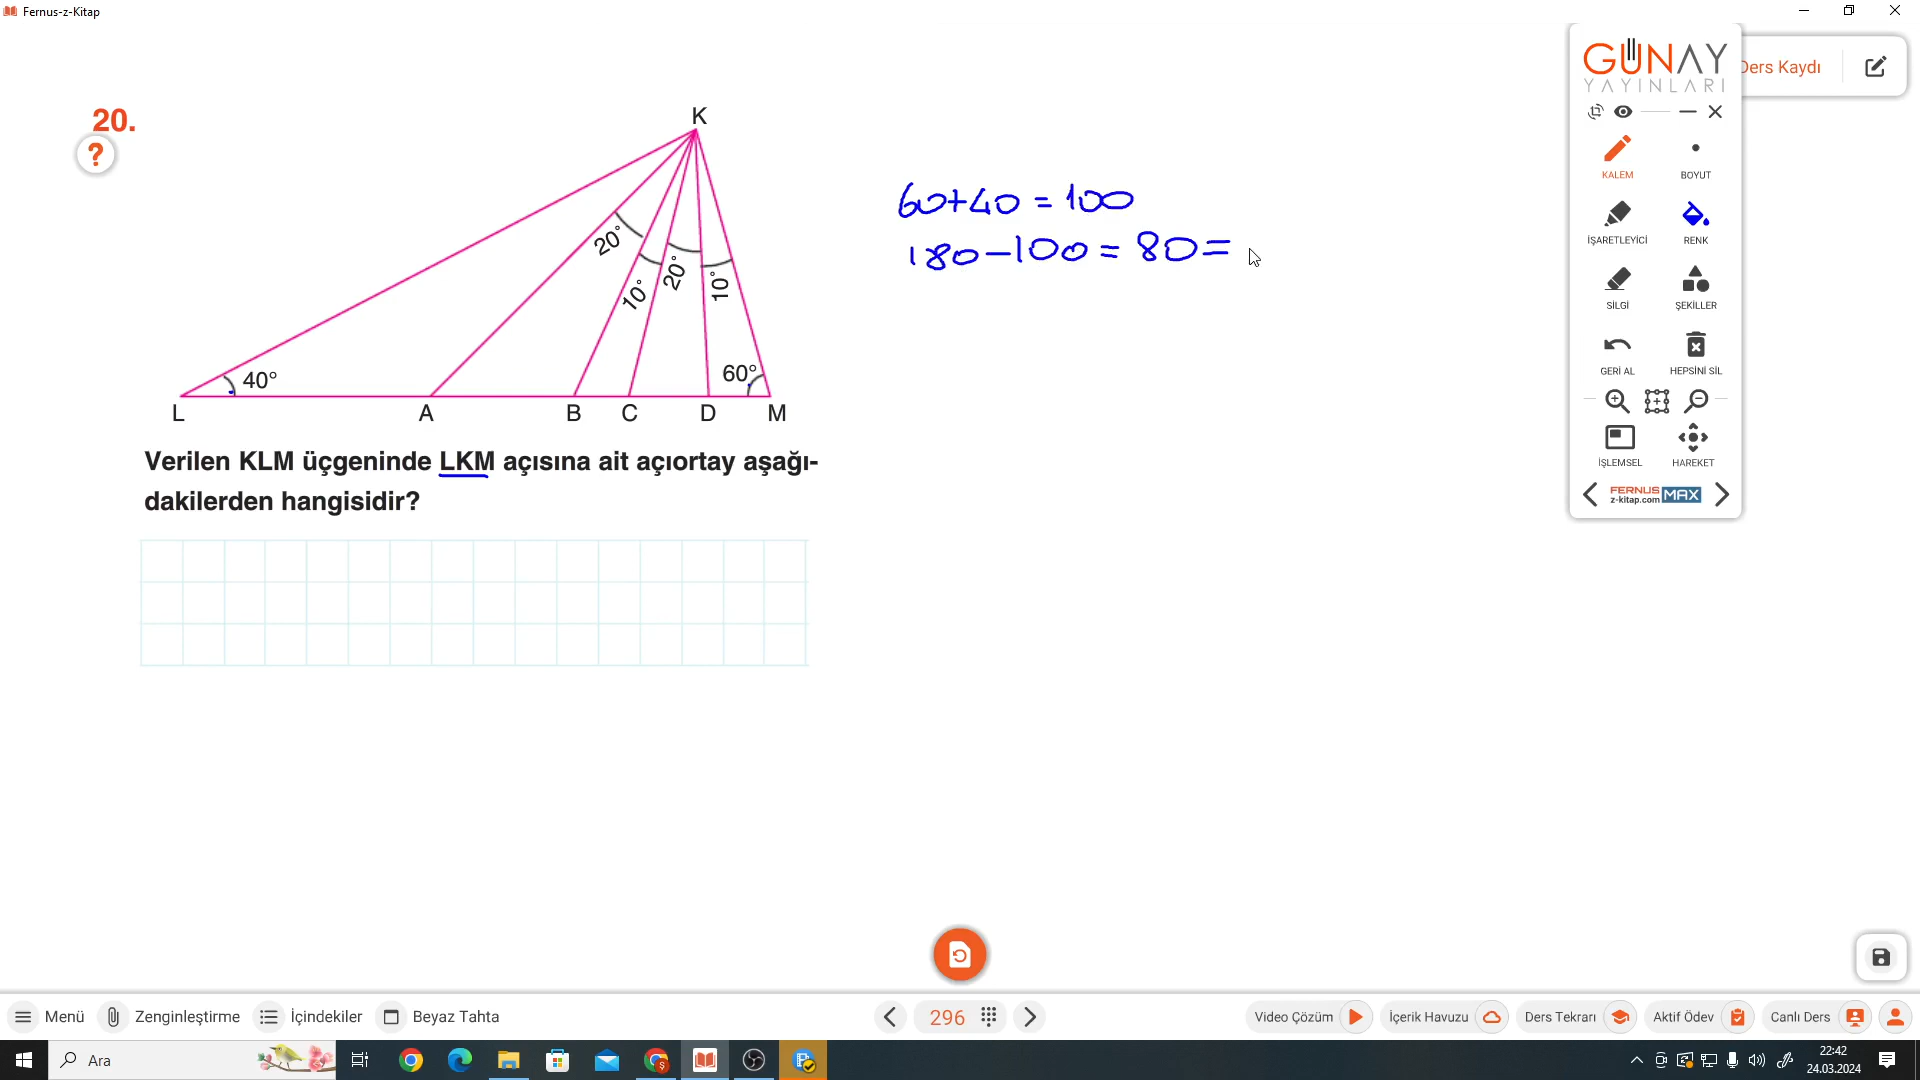 Fernus-z-Kitap
GÜNAY
YAYINLARI
Ders Kaydı
20.
?
K
20°
10°
20°
10°
40°
60°
L
A
B
C
D
M
60+40=100
180-100=80=
Verilen KLM üçgeninde LKM açısına ait açıortay aşağı-
dakilerden hangisidir?
KALEM
BOYUT
İŞARETLEYİCİ
RENK
SİLGİ
ŞEKİLLER
GERİ AL
HEPSİNİ SİL
İŞLEMSEL
HAREKET
FERNUS
z-kitap.com
MAX
Menü
Zenginleştirme
İçindekiler
Beyaz Tahta
296
Video Çözüm
İçerik Havuzu
Ders Tekrarı
Aktif Ödev
Canlı Ders
Ara
22:42
24.03.2024